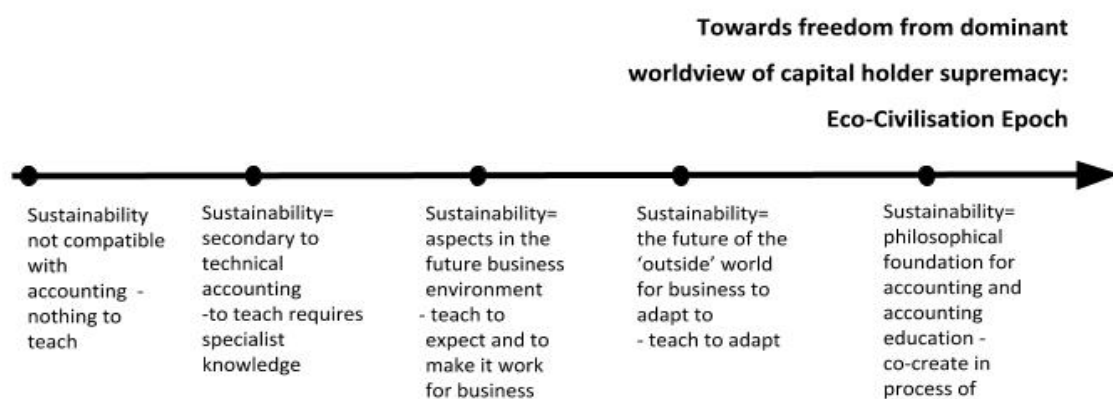 Towards freedom from dominant
worldview of capital holder supremacy:
Eco-Civilisation Epoch
Sustainability
not compatible
with
accounting -
nothing to
teach
Sustainability=
secondary to
technical
accounting
-to teach requires
specialist
knowledge
Sustainability=
aspects in the
future business
environment
- teach to
expect and to
make it work
for business
Sustainability=
the future of the
‘outside’ world
for business to
adapt to
- teach to adapt
Sustainability=
philosophical
foundation for
accounting and
accounting
education -
co-create in
process of